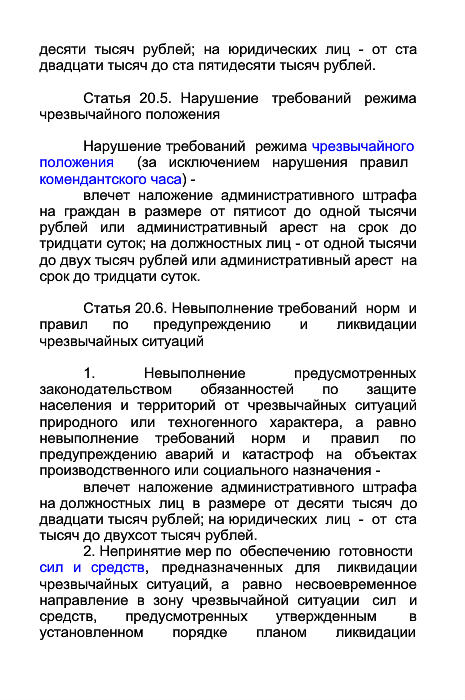 десяти тысяч рублей; на юридических лиц - от ста
двадцати тысяч до ста пятидесяти тысяч рублей.
Статья 20.5. Нарушение требований режима
чрезвычайного положения
Нарушение требований режима чрезвычайного
положения (за исключением нарушения правил
комендантского часа) -
влечет наложение административного штрафа
на граждан в размере от пятисот до одной тысячи
рублей или административный арест на срок до
тридцати суток; на должностных лиц - от одной тысячи
до двух тысяч рублей или административный арест на
срок до тридцати суток.
Статья 20.6. Невыполнение требований норм и
правил по предупреждению и ликвидации
чрезвычайных ситуаций
1. Невыполнение предусмотренных
законодательством обязанностей по защите
населения и территорий от чрезвычайных ситуаций
природного или техногенного характера, а равно
невыполнение требований норм и правил по
предупреждению аварий и катастроф на объектах
производственного или социального назначения -
влечет наложение административного штрафа
на должностных лиц в размере от десяти тысяч до
двадцати тысяч рублей; на юридических лиц - от ста
тысяч до двухсот тысяч рублей.
2. Непринятие мер по обеспечению готовности
сил и средств, предназначенных для ликвидации
чрезвычайных ситуаций, а равно несвоевременное
направление в зону чрезвычайной ситуации сил и
средств, предусмотренных утвержденным в
установленном порядке планом ликвидации